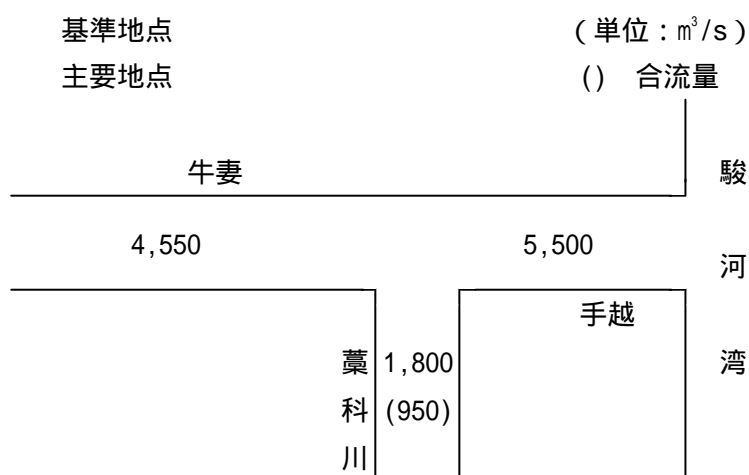 基準地点 (単位:m³/s)
主要地点 () 合流量
牛妻
4,550 5,500
手越
藁科川
1,800
(950)
駿河湾